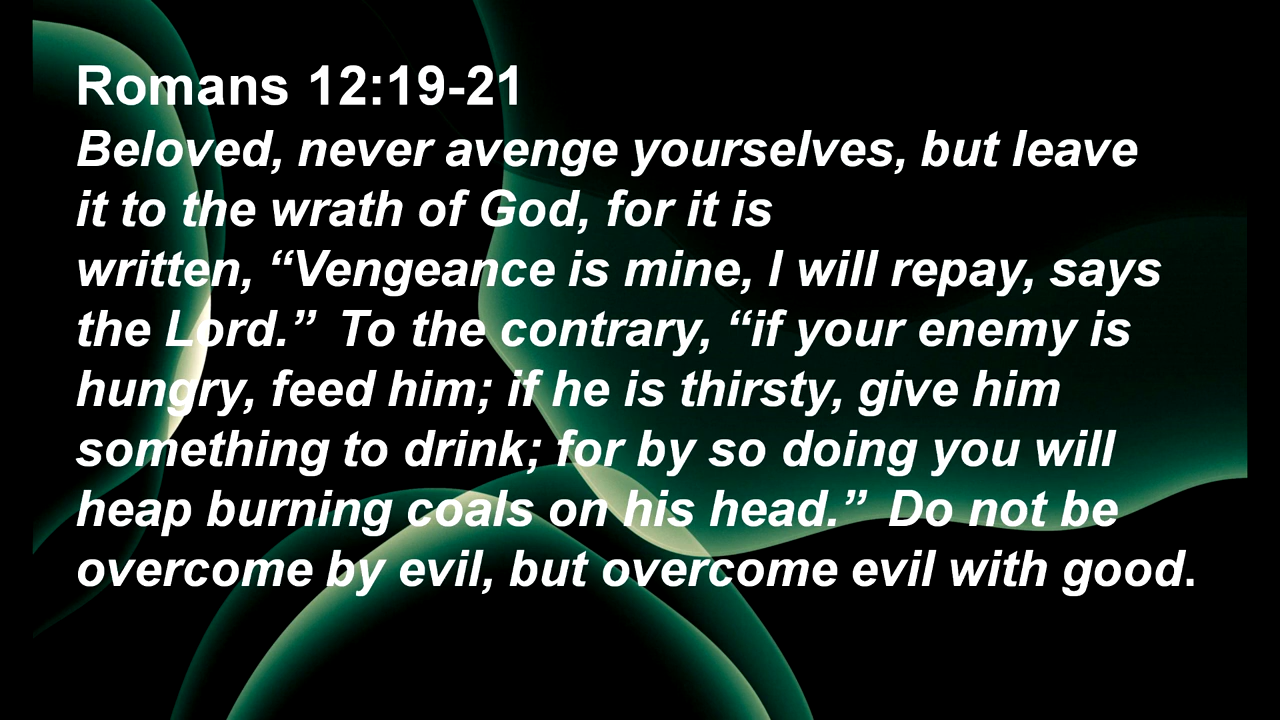 Romans 12:19-21
Beloved, never avenge yourselves, but leave
it to the wrath of God, for it is
written, “Vengeance is mine, I will repay, says
the Lord.”  To the contrary, “if your enemy is
hungry, feed him; if he is thirsty, give him
something to drink; for by so doing you will
heap burning coals on his head.”  Do not be
overcome by evil, but overcome evil with good.